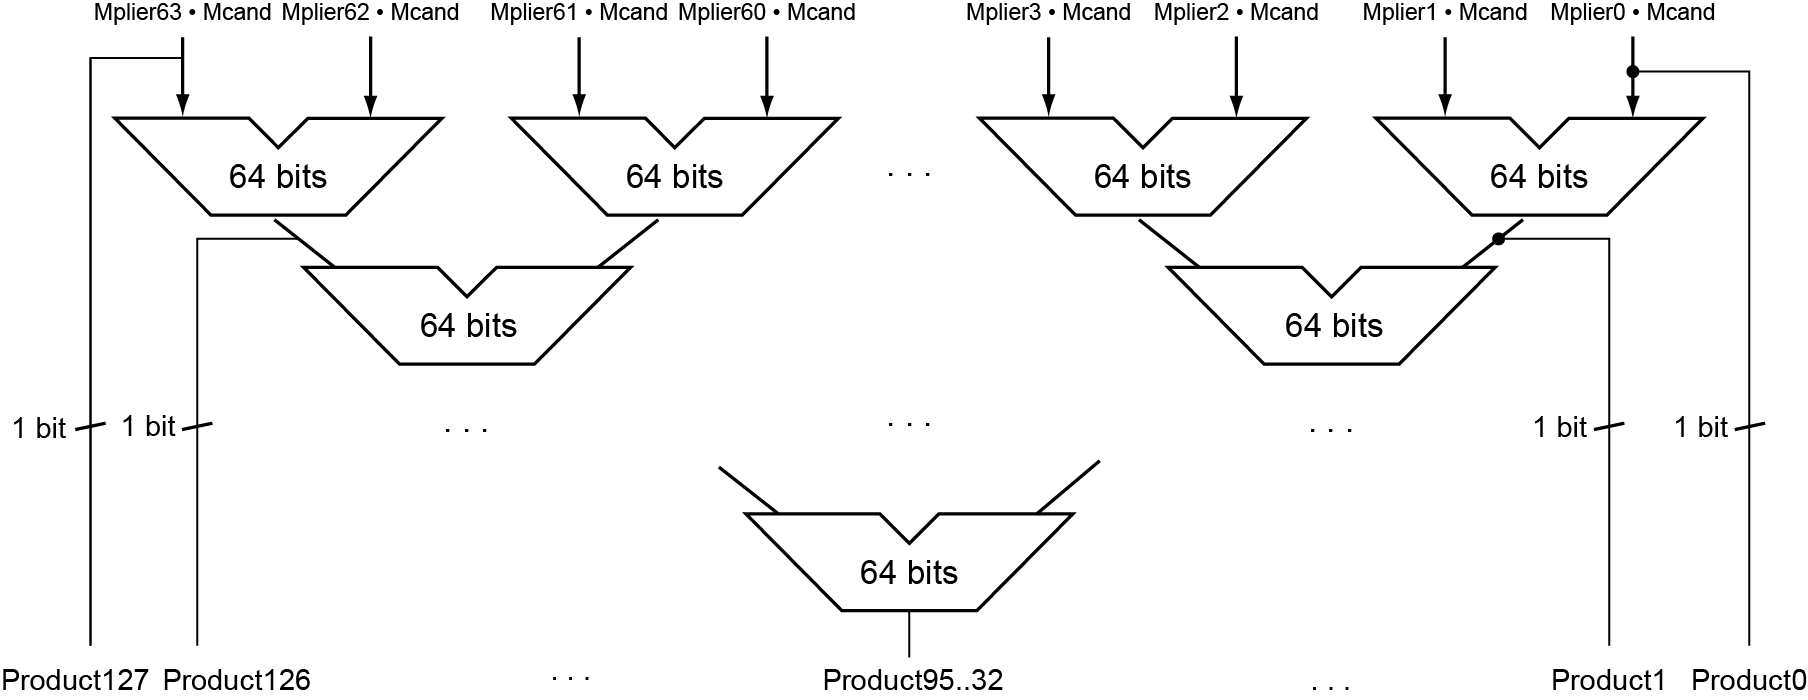 Mplier63 • Mcand Mplier62 • Mcand Mplier61 • Mcand Mplier60 • Mcand Mplier3 • Mcand Mplier2 • Mcand Mplier1 • Mcand Mplier0 • Mcand
64 bits 64 bits . . . 64 bits 64 bits
64 bits 64 bits
1 bit 1 bit . . . . . . . . . 1 bit 1 bit
64 bits
Product127 Product126 . . . Product95..32 . . . Product1 Product0